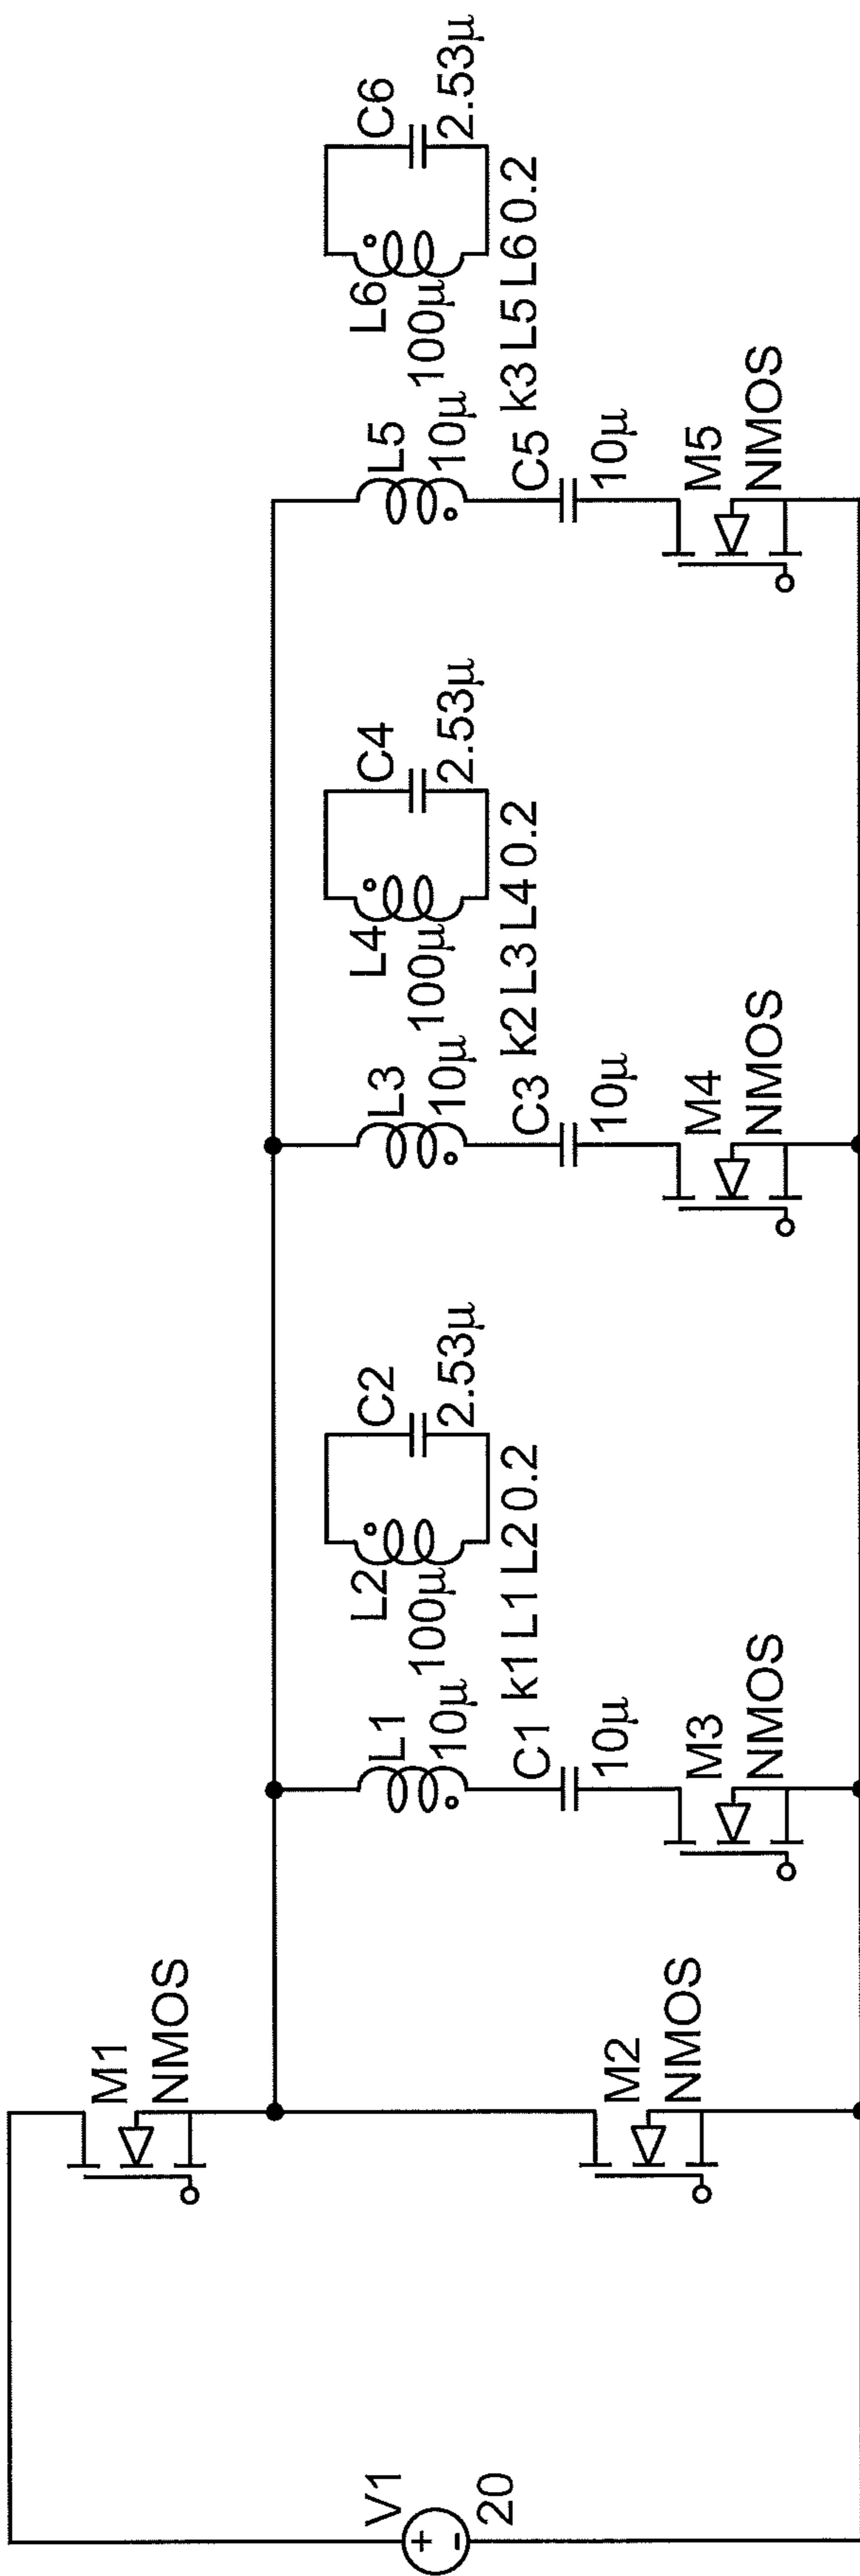 V1
20
M1
NMOS
M2
NMOS
L1
10µ
C1
10µ
M3
NMOS
L2
100µ
C2
2.53µ
k1 L1 L2 0.2
L3
10µ
C3
10µ
M4
NMOS
L4
100µ
C4
2.53µ
k2 L3 L4 0.2
L5
10µ
C5
10µ
M5
NMOS
L6
100µ
C6
2.53µ
k3 L5 L6 0.2